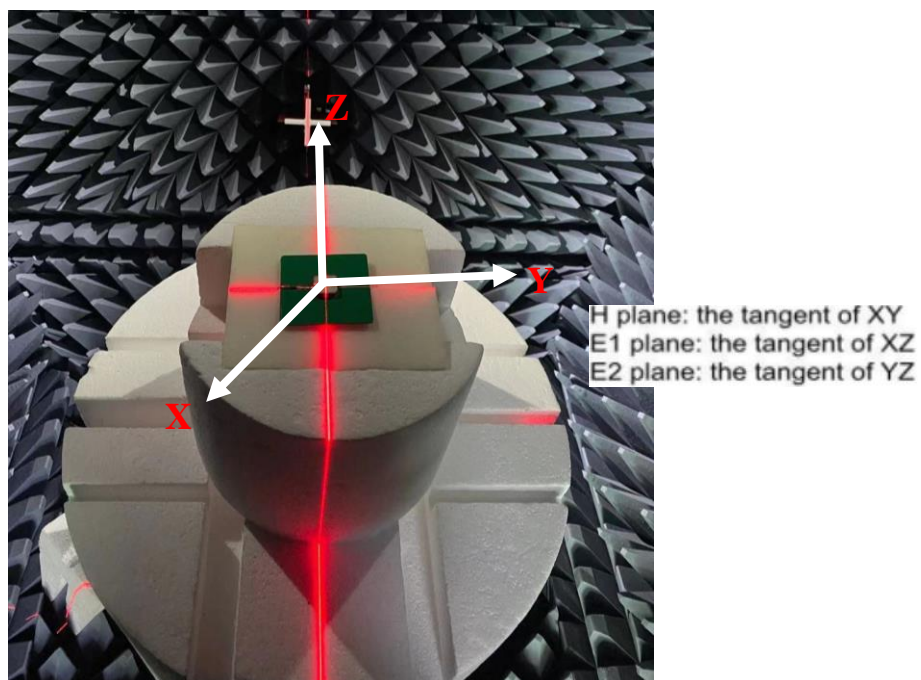 Z
Y
X
H plane: the tangent of XY
E1 plane: the tangent of XZ
E2 plane: the tangent of YZ